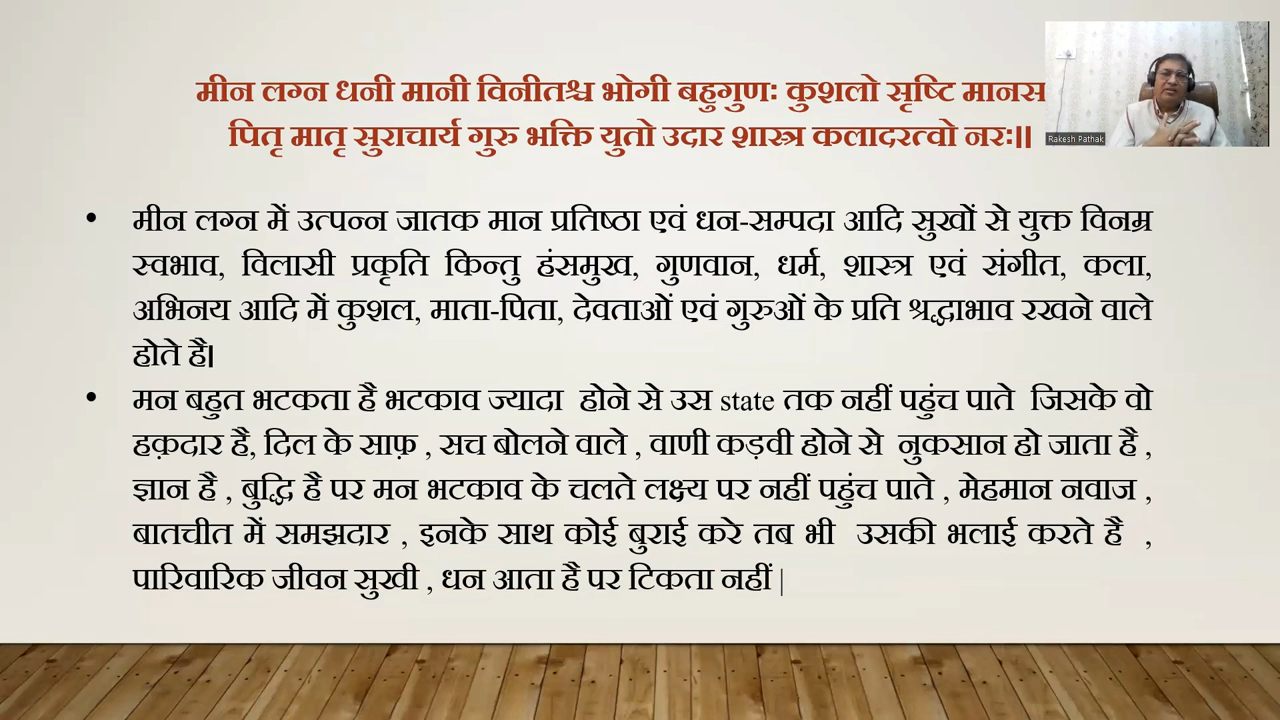 मीन लग्न धनी मानी विनीतश्च भोगी बहुगुणः कुशलो सृष्टि मानस
पितृ मातृ सुराचार्य गुरु भक्ति युतो उदार शास्त्र कलादरत्वो नरः॥
Rakesh Pathak
• मीन लग्न में उत्पन्न जातक मान प्रतिष्ठा एवं धन-सम्पदा आदि सुखों से युक्त विनम्र
स्वभाव, विलासी प्रकृति किन्तु हंसमुख, गुणवान, धर्म, शास्त्र एवं संगीत, कला,
अभिनय आदि में कुशल, माता-पिता, देवताओं एवं गुरुओं के प्रति श्रद्धाभाव रखने वाले
होते है।
• मन बहुत भटकता है भटकाव ज्यादा होने से उस state तक नहीं पहुंच पाते जिसके वो
हक़दार है, दिल के साफ़ , सच बोलने वाले , वाणी कड़वी होने से नुकसान हो जाता है ,
ज्ञान है , बुद्धि है पर मन भटकाव के चलते लक्ष्य पर नहीं पहुंच पाते , मेहमान नवाज ,
बातचीत में समझदार , इनके साथ कोई बुराई करे तब भी उसकी भलाई करते है ,
पारिवारिक जीवन सुखी , धन आता है पर टिकता नहीं |